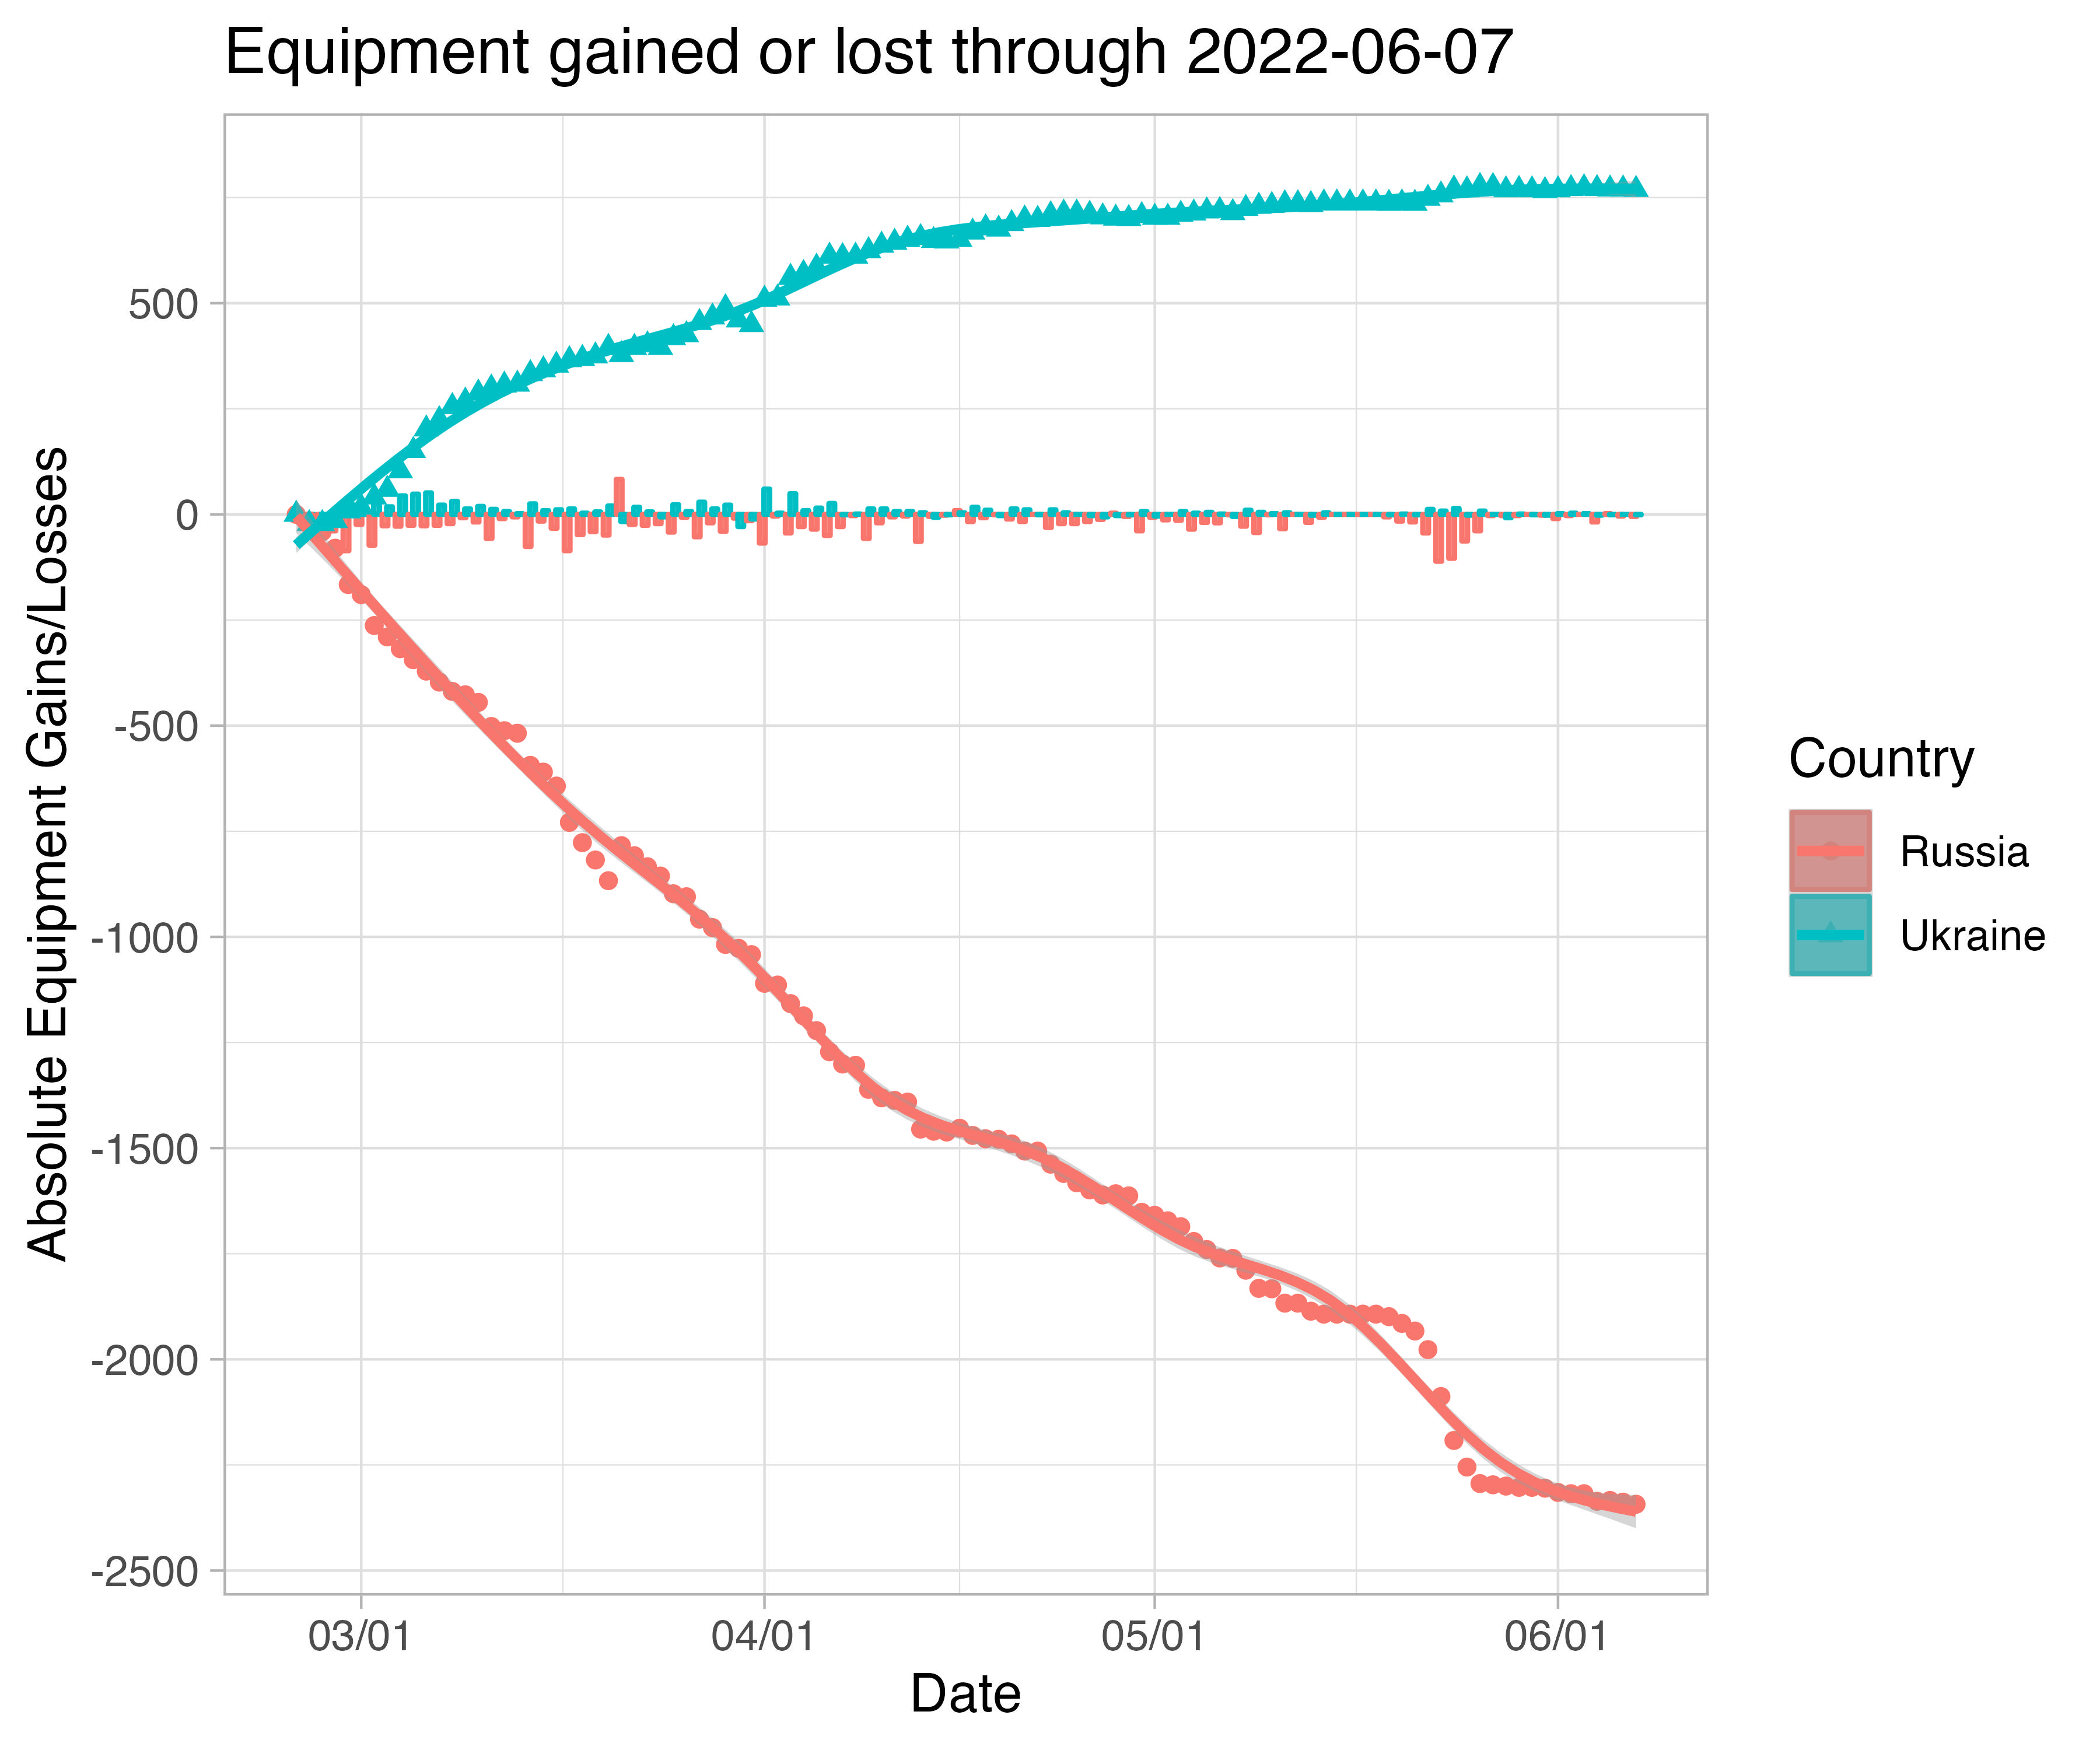 Equipment gained or lost through 2022-06-07
Absolute Equipment Gains/Losses
500
0
-500
-1000
-1500
-2000
-2500
03/01 04/01 05/01 06/01
Date
Country
Russia
Ukraine